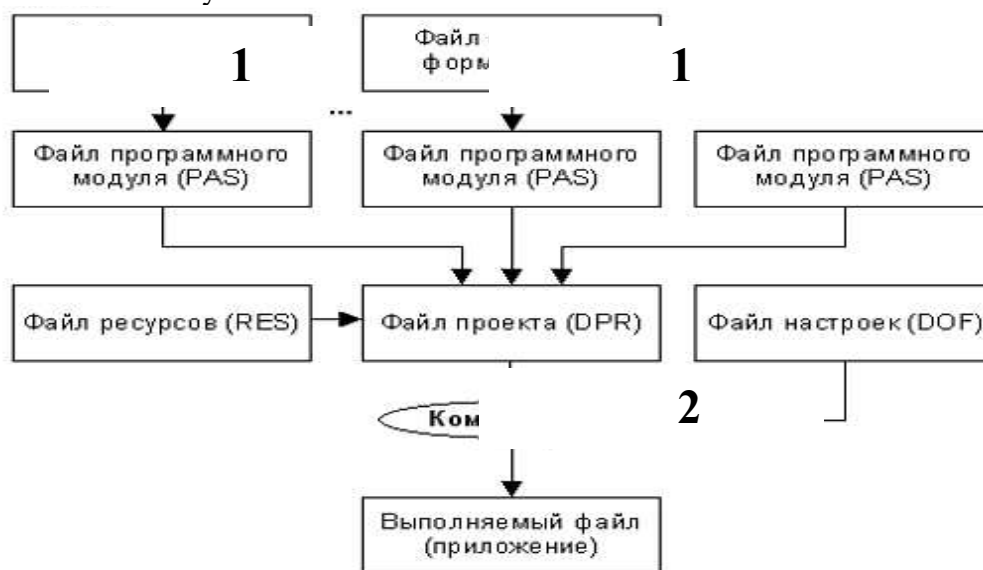 1
Файл
форм
1
...
Файл программного
модуля (PAS)
Файл программного
модуля (PAS)
Файл программного
модуля (PAS)
Файл ресурсов (RES)
Файл проекта (DPR)
Файл настроек (DOF)
Ком
2
Выполняемый файл
(приложение)